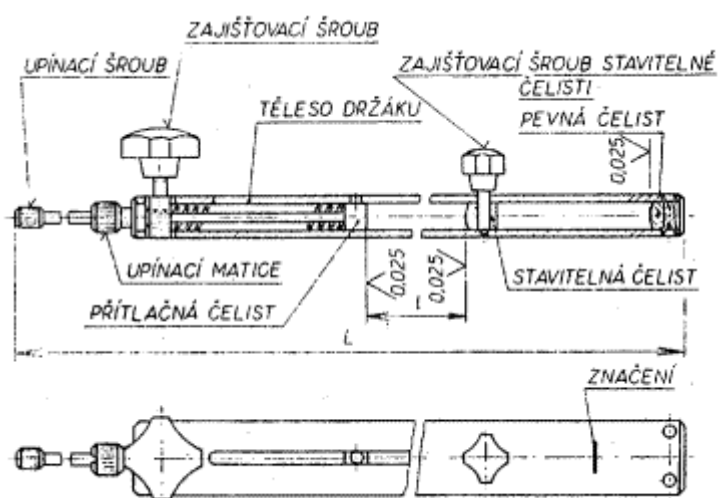 ZAJIŠŤOVACÍ ŠROUB
UPÍNACÍ ŠROUB
ZAJIŠŤOVACÍ ŠROUB STAVITELNÉ
ČELISTI
TĚLESO DRŽÁKU
PEVNÁ ČELIST
0,025
UPÍNACÍ MATICE
0,025
0,025
STAVITELNÁ ČELIST
PŘÍTLAČNÁ ČELIST
l
L
ZNAČENÍ